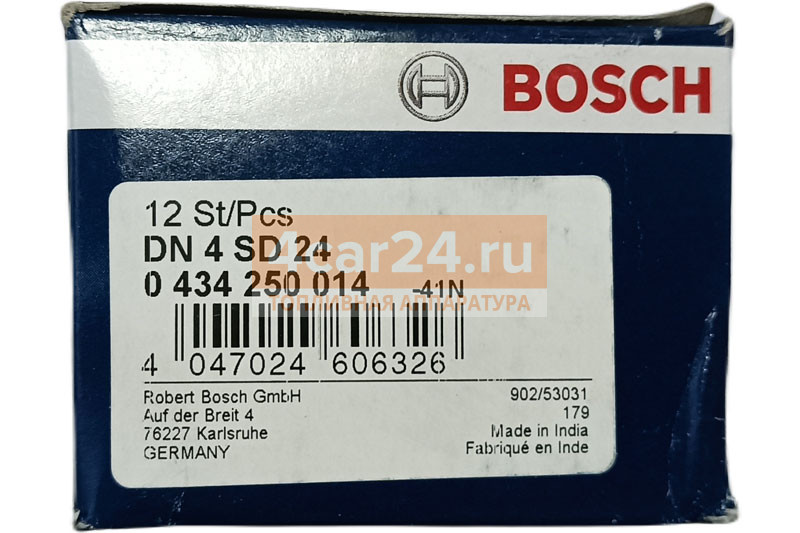 BOSCH
12 St/Pcs
DN 4 SD 24
4car24.ru
0 434 250 014 -41N
ТОПЛИВНАЯ АППАРАТУРА
4 047024 606326
Robert Bosch GmbH 902/53031
Auf der Breit 4 179
76227 Karlsruhe Made in India
GERMANY Fabriqué en Inde